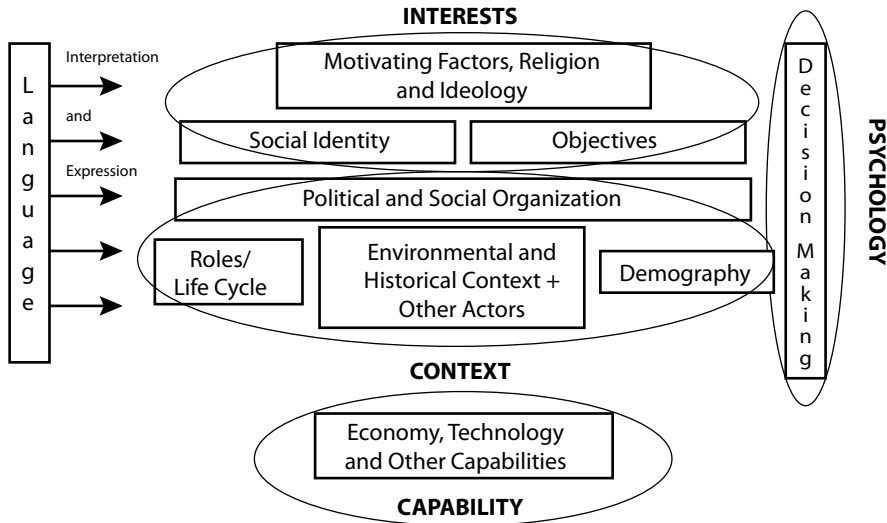 INTERESTS
Language
Interpretation
and
Expression
Motivating Factors, Religion
and Ideology
Social Identity
Objectives
Political and Social Organization
Roles/
Life Cycle
Environmental and
Historical Context +
Other Actors
Demography
CONTEXT
Economy, Technology
and Other Capabilities
CAPABILITY
Decision Making
PSYCHOLOGY